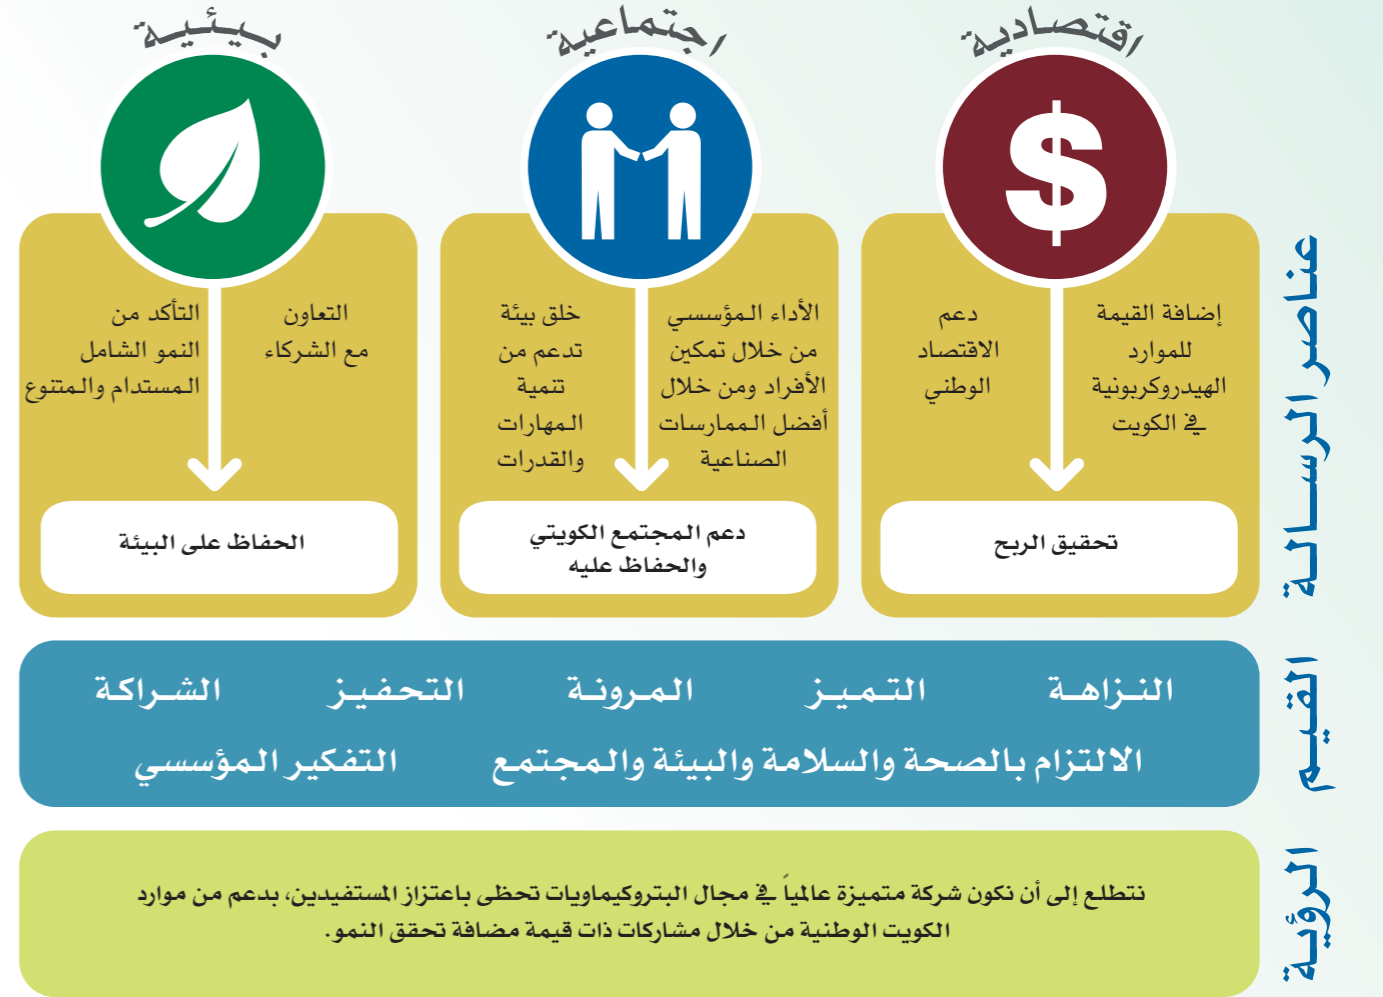 اقتصادية
إضافة القيمة
للموارد
الهيدروكربونية
في الكويت
دعم
الاقتصاد
الوطني
تحقيق الربح
اجتماعية
الأداء المؤسسي
من خلال تمكين
الأفراد ومن خلال
أفضل الممارسات
الصناعية
خلق بيئة
تدعم من
تنمية
المهارات
والقدرات
دعم المجتمع الكويتي
والحفاظ عليه
بيئية
التعاون
مع الشركاء
التأكد من
النمو الشامل
المستدام والمتنوع
الحفاظ على البيئة
عناصر الرسالة
النزاهة التميز المرونة التحفيز الشراكة
الالتزام بالصحة والسلامة والبيئة والمجتمع التفكير المؤسسي
القيم
نتطلع إلى أن نكون شركة متميزة عالمياً في مجال البتروكيماويات تحظى باعتزاز المستفيدين، بدعم من موارد
الكويت الوطنية من خلال مشاركات ذات قيمة مضافة تحقق النمو.
الرؤية